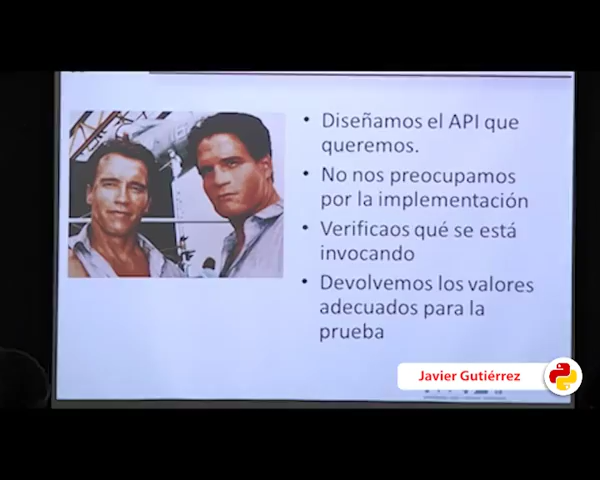 • Diseñamos el API que
queremos.
• No nos preocupamos
por la implementación
• Verificaos qué se está
invocando
• Devolvemos los valores
adecuados para la
prueba
Javier Gutiérrez